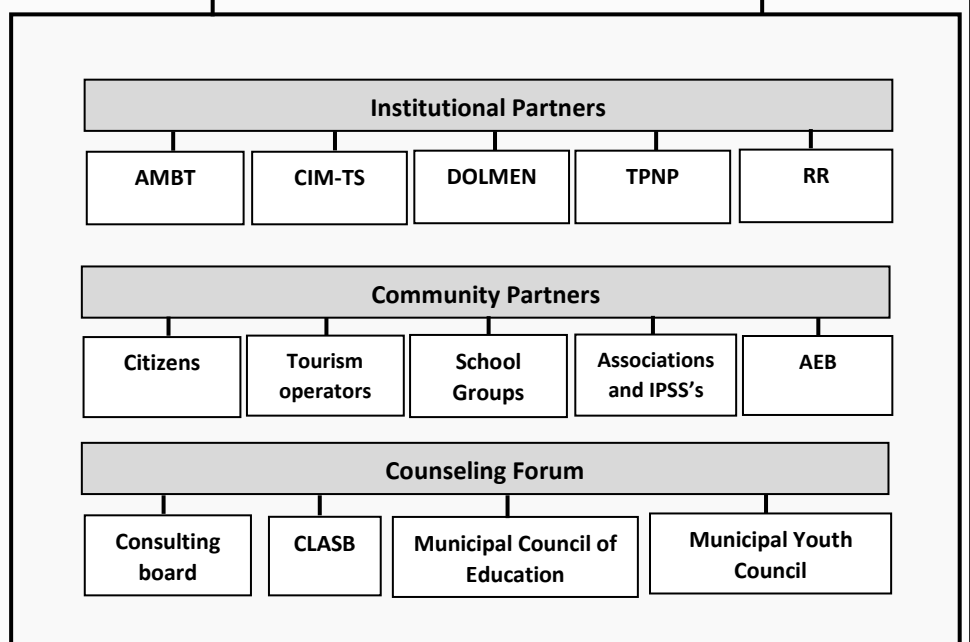 Institutional Partners
AMBT
CIM-TS
DOLMEN
TPNP
RR
Community Partners
Citizens
Tourism
operators
School
Groups
Associations
and IPSS’s
AEB
Counseling Forum
Consulting
board
CLASB
Municipal Council of
Education
Municipal Youth
Council